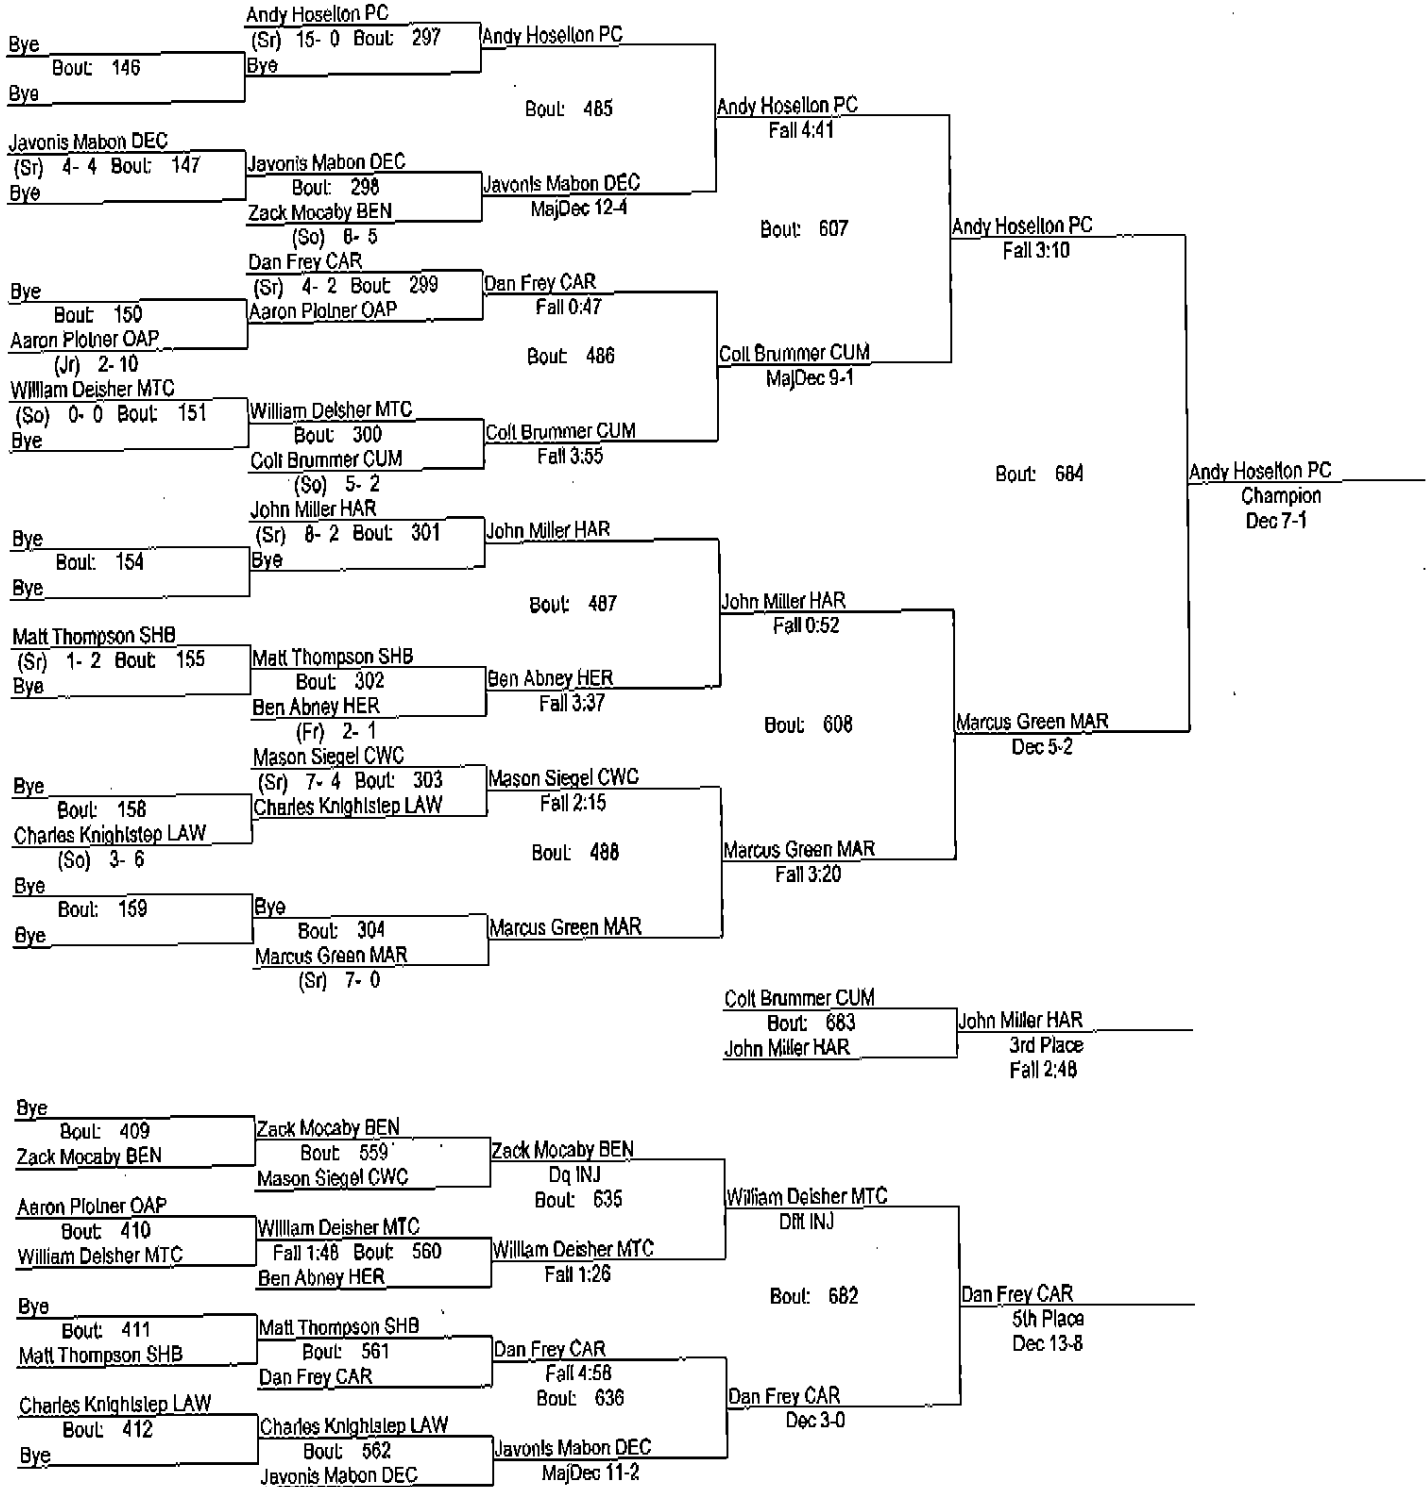 Andy Hoselton PC
Bye
(Sr) 15- 0 Bout: 297
Andy Hoselton PC
Bout: 146
Bye
Bye
Bout: 485
Andy Hoselton PC
Fall 4:41
Javonis Mabon DEC
(Sr) 4- 4 Bout: 147
Javonis Mabon DEC
Bye
Bout: 298
Javonis Mabon DEC
Zack Mocaby BEN
MajDec 12-4
(So) 6- 5
Bout: 607
Andy Hoselton PC
Fall 3:10
Dan Frey CAR
Bye
(Sr) 4- 2 Bout: 299
Dan Frey CAR
Bout: 150
Aaron Plotner OAP
Fall 0:47
Aaron Plotner OAP
(Jr) 2- 10
Bout: 486
Colt Brummer CUM
MajDec 9-1
William Deisher MTC
(So) 0- 0 Bout: 151
William Deisher MTC
Bye
Bout: 300
Colt Brummer CUM
Colt Brummer CUM
Fall 3:55
(So) 5- 2
Bout: 684
Andy Hoselton PC
Champion
Dec 7-1
John Miller HAR
Bye
(Sr) 8- 2 Bout: 301
John Miller HAR
Bout: 154
Bye
Bye
Bout: 487
John Miller HAR
Fall 0:52
Matt Thompson SHB
(Sr) 1- 2 Bout: 155
Matt Thompson SHB
Bye
Bout: 302
Ben Abney HER
Ben Abney HER
Fall 3:37
(Fr) 2- 1
Bout: 608
Marcus Green MAR
Dec 5-2
Mason Siegel CWC
Bye
(Sr) 7- 4 Bout: 303
Mason Siegel CWC
Bout: 158
Charles Knightstep LAW
Fall 2:15
Charles Knightstep LAW
(So) 3- 6
Bout: 488
Marcus Green MAR
Fall 3:20
Bye
Bout: 159
Bye
Bye
Bout: 304
Marcus Green MAR
Marcus Green MAR
(Sr) 7- 0
Colt Brummer CUM
Bout: 683
John Miller HAR
John Miller HAR
3rd Place
Fall 2:48
Bye
Bout: 409
Zack Mocaby BEN
Zack Mocaby BEN
Bout: 559
Zack Mocaby BEN
Mason Siegel CWC
Dq INJ
Bout: 635
William Deisher MTC
Dflt INJ
Aaron Plotner OAP
Bout: 410
William Deisher MTC
William Deisher MTC
Fall 1:48 Bout: 560
William Deisher MTC
Ben Abney HER
Fall 1:26
Bout: 682
Dan Frey CAR
5th Place
Dec 13-8
Bye
Bout: 411
Matt Thompson SHB
Matt Thompson SHB
Bout: 561
Dan Frey CAR
Dan Frey CAR
Fall 4:58
Bout: 636
Dan Frey CAR
Dec 3-0
Charles Knightstep LAW
Bout: 412
Charles Knightstep LAW
Bye
Bout: 562
Javonis Mabon DEC
Javonis Mabon DEC
MajDec 11-2